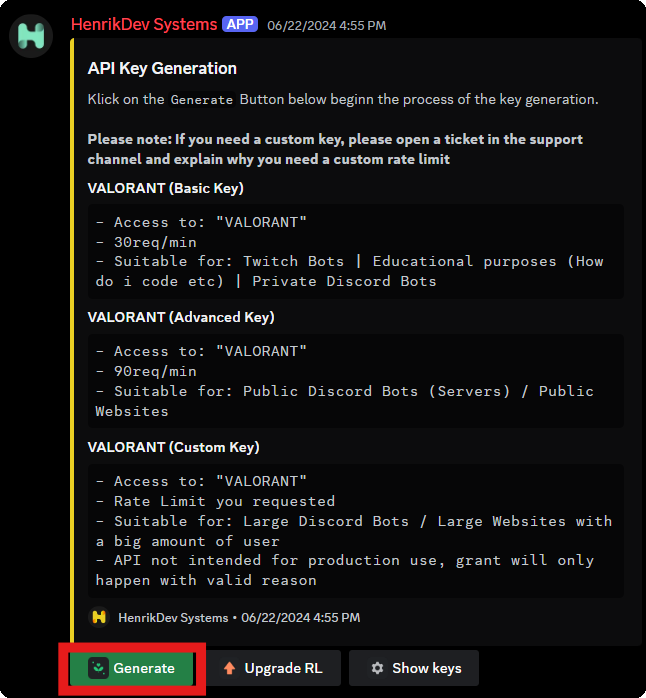 HenrikDev Systems APP 06/22/2024 4:55 PM
API Key Generation
Klick on the Generate Button below beginn the process of the key generation.
Please note: If you need a custom key, please open a ticket in the support
channel and explain why you need a custom rate limit
VALORANT (Basic Key)
- Access to: "VALORANT"
- 30req/min
- Suitable for: Twitch Bots | Educational purposes (How
do i code etc) | Private Discord Bots
VALORANT (Advanced Key)
- Access to: "VALORANT"
- 90req/min
- Suitable for: Public Discord Bots (Servers) / Public
Websites
VALORANT (Custom Key)
- Access to: "VALORANT"
- Rate Limit you requested
- Suitable for: Large Discord Bots / Large Websites with
a big amount of user
- API not intended for production use, grant will only
happen with valid reason
HenrikDev Systems • 06/22/2024 4:55 PM
Generate Upgrade RL Show keys